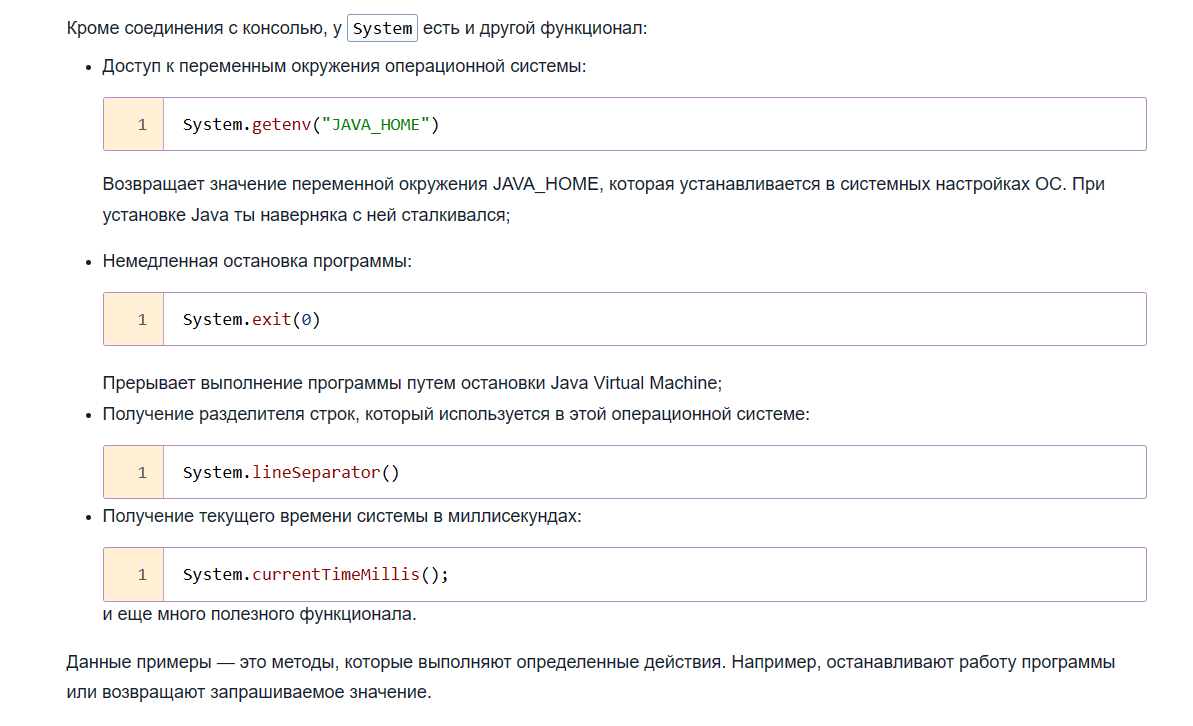 Кроме соединения с консолью, у System есть и другой функционал:
Доступ к переменным окружения операционной системы:
1 System.getenv("JAVA_HOME")
Возвращает значение переменной окружения JAVA_HOME, которая устанавливается в системных настройках ОС. При
установке Java ты наверняка с ней сталкивался;
Немедленная остановка программы:
1 System.exit(0)
Прерывает выполнение программы путем остановки Java Virtual Machine;
Получение разделителя строк, который используется в этой операционной системе:
1 System.lineSeparator()
Получение текущего времени системы в миллисекундах:
1 System.currentTimeMillis();
и еще много полезного функционала.
Данные примеры — это методы, которые выполняют определенные действия. Например, останавливают работу программы
или возвращают запрашиваемое значение.